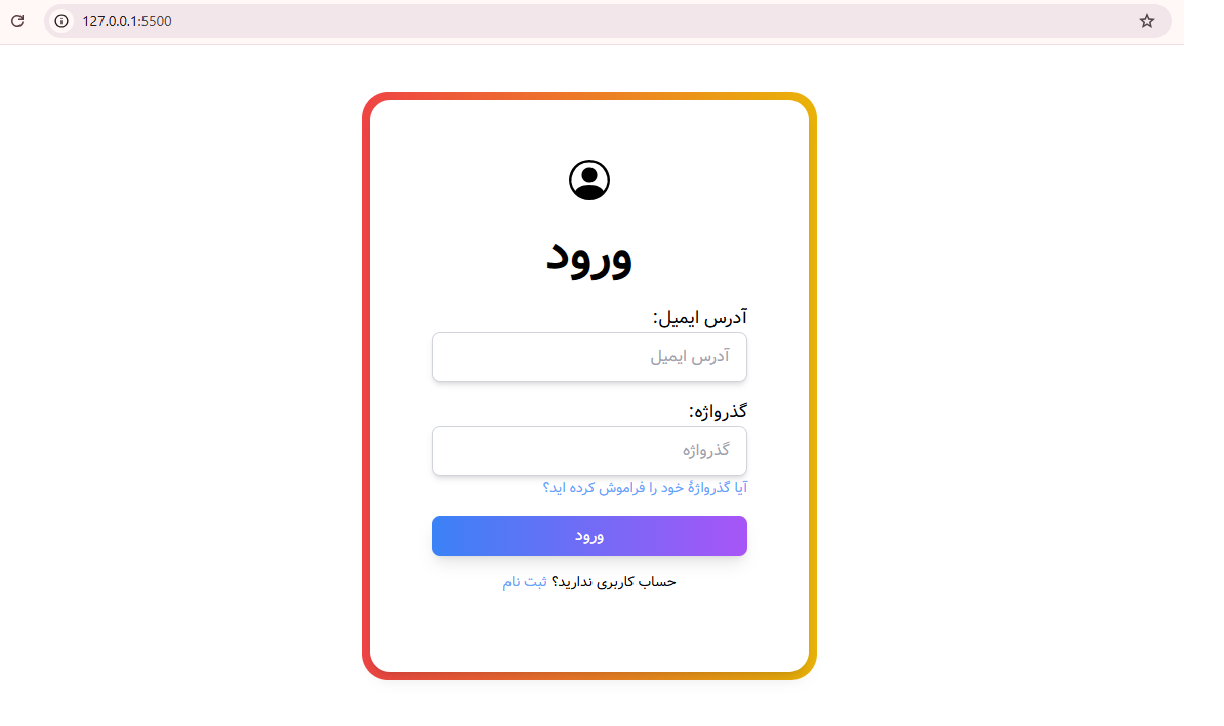 127.0.0.1:5500
ورود
آدرس ایمیل:
آدرس ایمیل
گذرواژه:
گذرواژه
آیا گذرواژهٔ خود را فراموش کرده اید؟
ورود
حساب کاربری ندارید؟ ثبت نام